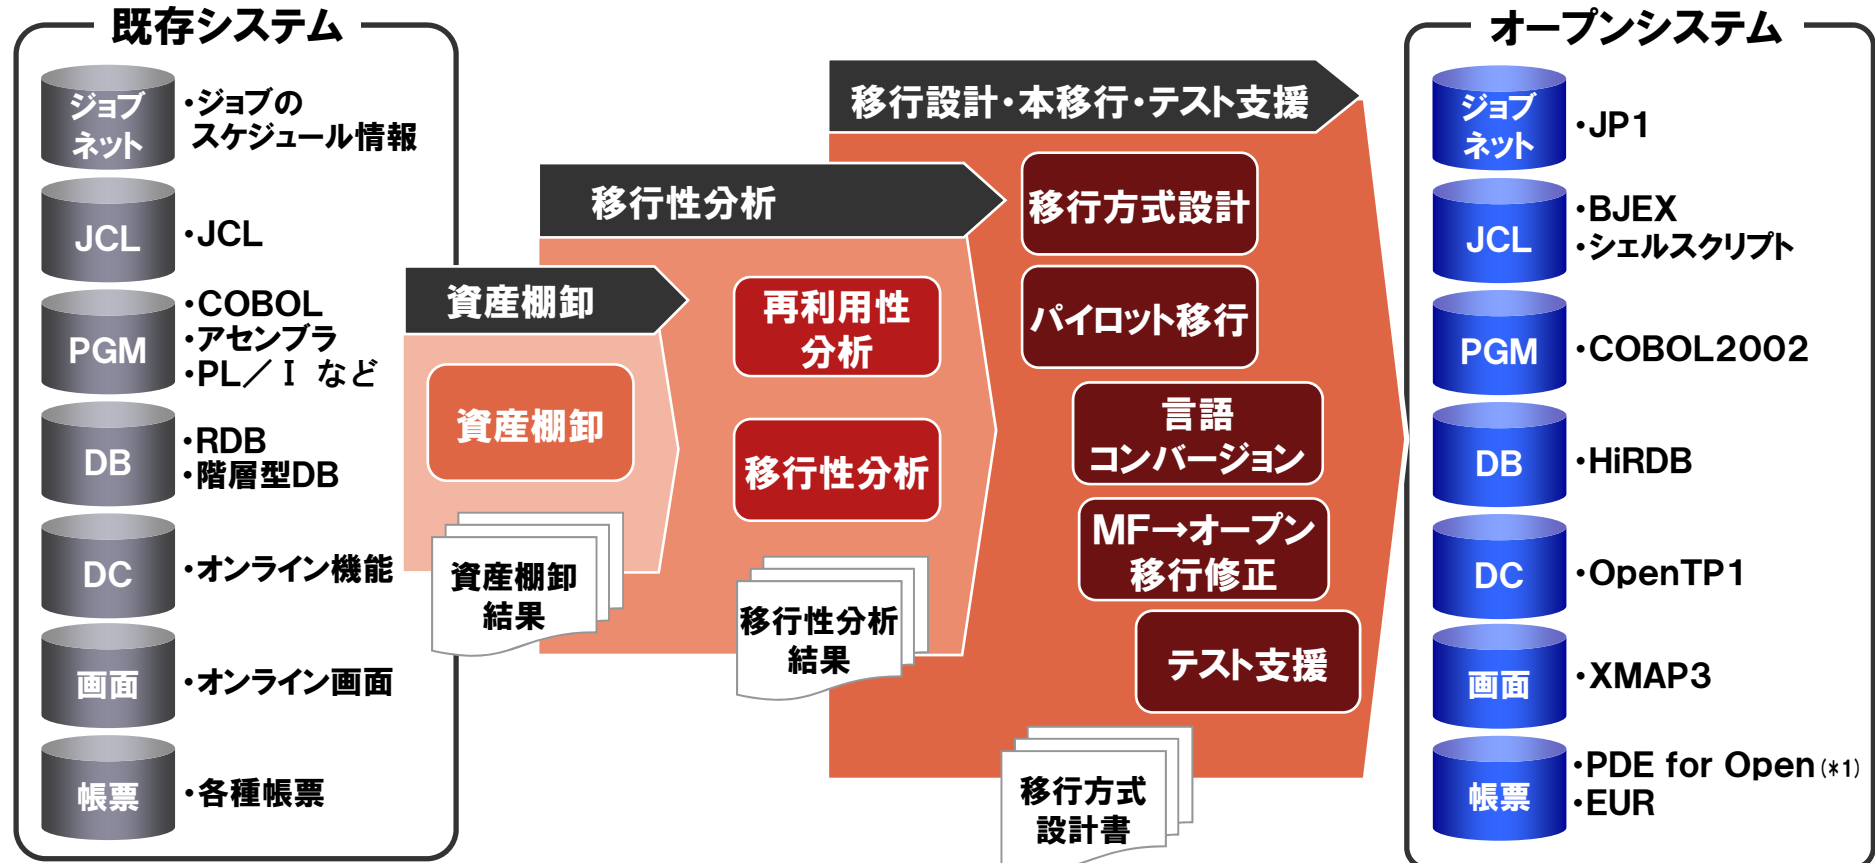 既存システム
ジョブ
ネット
・ジョブの
スケジュール情報
JCL
・JCL
PGM
・COBOL
・アセンブラ
・PL／Ｉ など
DB
・RDB
・階層型DB
DC
・オンライン機能
画面
・オンライン画面
帳票
・各種帳票
資産棚卸
資産棚卸
資産棚卸
結果
移行性分析
再利用性
分析
移行性分析
移行性分析
結果
移行設計・本移行・テスト支援
移行方式設計
パイロット移行
言語
コンバージョン
MF→オープン
移行修正
テスト支援
移行方式
設計書
オープンシステム
ジョブ
ネット
・JP1
JCL
・BJEX
・シェルスクリプト
PGM
・COBOL2002
DB
・HiRDB
DC
・OpenTP1
画面
・XMAP3
帳票
・PDE for Open(*1)
・EUR